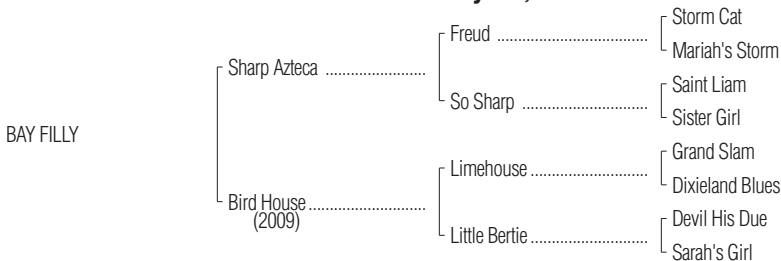 Storm Cat
Freud ..........................................
Mariah's Storm
Sharp Azteca ............................
Saint Liam
So Sharp ...................................
Sister Girl
BAY FILLY
Grand Slam
Limehouse .................................
Dixieland Blues
Bird House .................................
(2009)
Devil His Due
Little Bertie .................................
Sarah's Girl